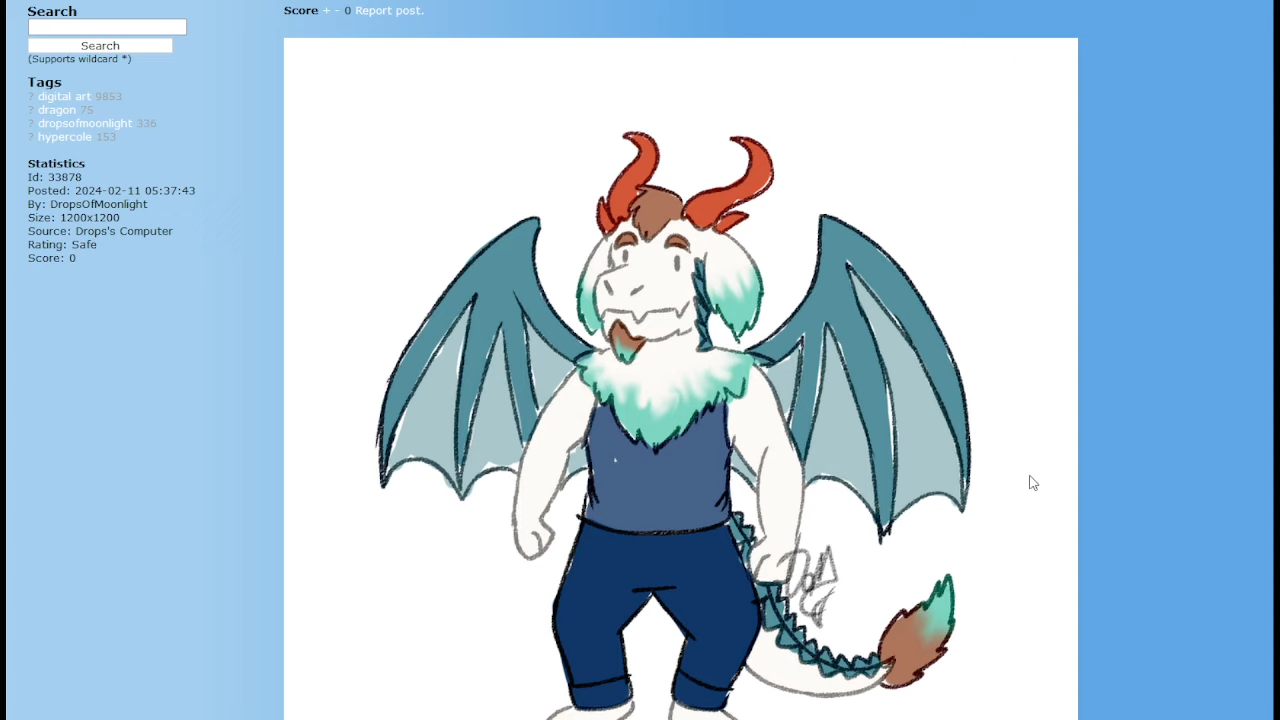 Search
Search
(Supports wildcard *)
Tags
? digital art 9853
? dragon 75
? dropsofmoonlight 336
? hypercole 153
Statistics
Id: 33878
Posted: 2024-02-11 05:37:43
By: DropsOfMoonlight
Size: 1200x1200
Source: Drops's Computer
Rating: Safe
Score: 0
Score + - 0 Report post.